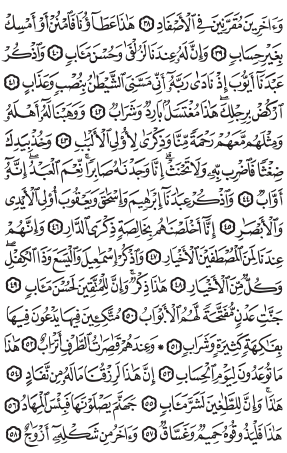 وَءَاخَرِينَ مُقَرَّنِينَ فِي ٱلْأَصْفَادِ ٣٨ هَٰذَا عَطَآؤُنَا فَٱمْنُنْ أَوْ أَمْسِكْ
بِغَيْرِ حِسَابٍ ٣٩ وَإِنَّ لَهُۥ عِندَنَا لَزُلْفَىٰ وَحُسْنَ مَـَٔابٍ ٤٠ وَٱذْكُرْ
عَبْدَنَآ أَيُّوبَ إِذْ نَادَىٰ رَبَّهُۥٓ أَنِّي مَسَّنِيَ ٱلشَّيْطَٰنُ بِنُصْبٍ وَعَذَابٍ ٤١
ٱرْكُضْ بِرِجْلِكَ هَٰذَا مُغْتَسَلٌۢ بَارِدٌ وَشَرَابٌ ٤٢ وَوَهَبْنَا لَهُۥٓ أَهْلَهُۥ
وَمِثْلَهُم مَّعَهُمْ رَحْمَةً مِّنَّا وَذِكْرَىٰ لِأُو۟لِي ٱلْأَلْبَٰبِ ٤٣ وَخُذْ بِيَدِكَ
ضِغْثًا فَٱضْرِب بِّهِۦ وَلَا تَحْنَثْ إِنَّا وَجَدْنَٰهُ صَابِرًا نِّعْمَ ٱلْعَبْدُ إِنَّهُۥٓ
أَوَّابٌ ٤٤ وَٱذْكُرْ عِبَٰدَنَآ إِبْرَٰهِيمَ وَإِسْحَٰقَ وَيَعْقُوبَ أُو۟لِي ٱلْأَيْدِي
وَٱلْأَبْصَٰرِ ٤٥ إِنَّآ أَخْلَصْنَٰهُم بِخَالِصَةٍ ذِكْرَى ٱلدَّارِ ٤٦ وَإِنَّهُمْ
عِندَنَا لَمِنَ ٱلْمُصْطَفَيْنَ ٱلْأَخْيَارِ ٤٧ وَٱذْكُرْ إِسْمَٰعِيلَ وَٱلْيَسَعَ وَذَا ٱلْكِفْلِ
وَكُلٌّ مِّنَ ٱلْأَخْيَارِ ٤٨ هَٰذَا ذِكْرٌ وَإِنَّ لِلْمُتَّقِينَ لَحُسْنَ مَـَٔابٍ ٤٩
جَنَّٰتِ عَدْنٍ مُّفَتَّحَةً لَّهُمُ ٱلْأَبْوَٰبُ ٥٠ مُتَّكِـِٔينَ فِيهَا يَدْعُونَ فِيهَا
بِفَٰكِهَةٍ كَثِيرَةٍ وَشَرَابٍ ٥١ ۞ وَعِندَهُمْ قَٰصِرَٰتُ ٱلطَّرْفِ أَتْرَابٌ ٥٢ هَٰذَا
مَا تُوعَدُونَ لِيَوْمِ ٱلْحِسَابِ ٥٣ إِنَّ هَٰذَا لَرِزْقُنَا مَا لَهُۥ مِن نَّفَادٍ ٥٤
هَٰذَا وَإِنَّ لِلطَّٰغِينَ لَشَرَّ مَـَٔابٍ ٥٥ جَهَنَّمَ يَصْلَوْنَهَا فَبِئْسَ ٱلْمِهَادُ ٥٦
هَٰذَا فَلْيَذُوقُوهُ حَمِيمٌ وَغَسَّاقٌ ٥٧ وَءَاخَرُ مِن شَكْلِهِۦٓ أَزْوَٰجٌ ٥٨